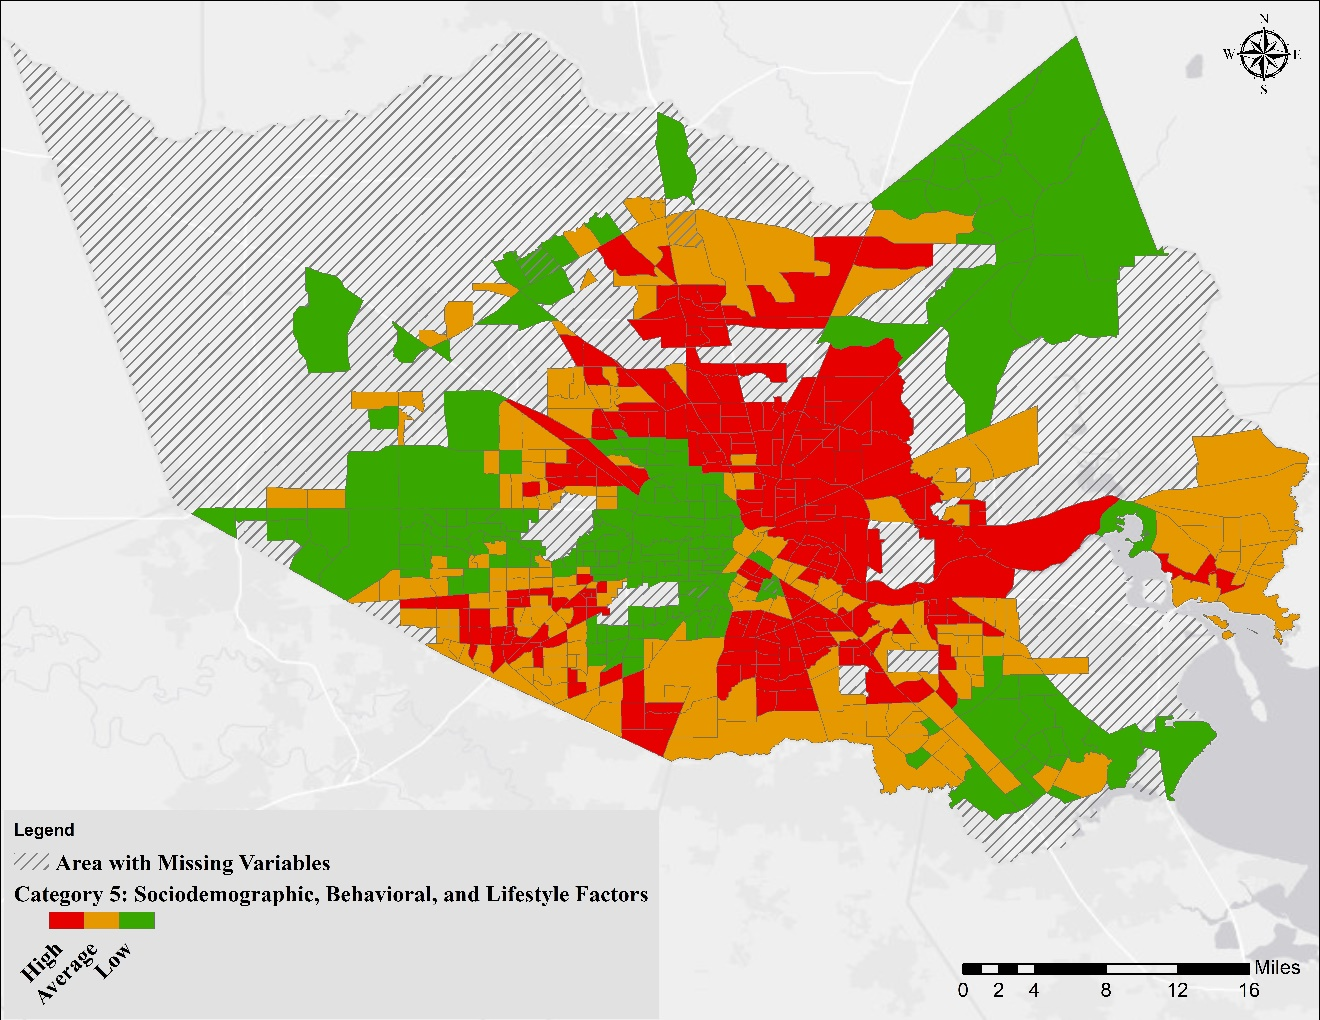 N
W E
S
Legend
Area with Missing Variables
Category 5: Sociodemographic, Behavioral, and Lifestyle Factors
High
Average
Low
Miles
0 2 4 8 12 16